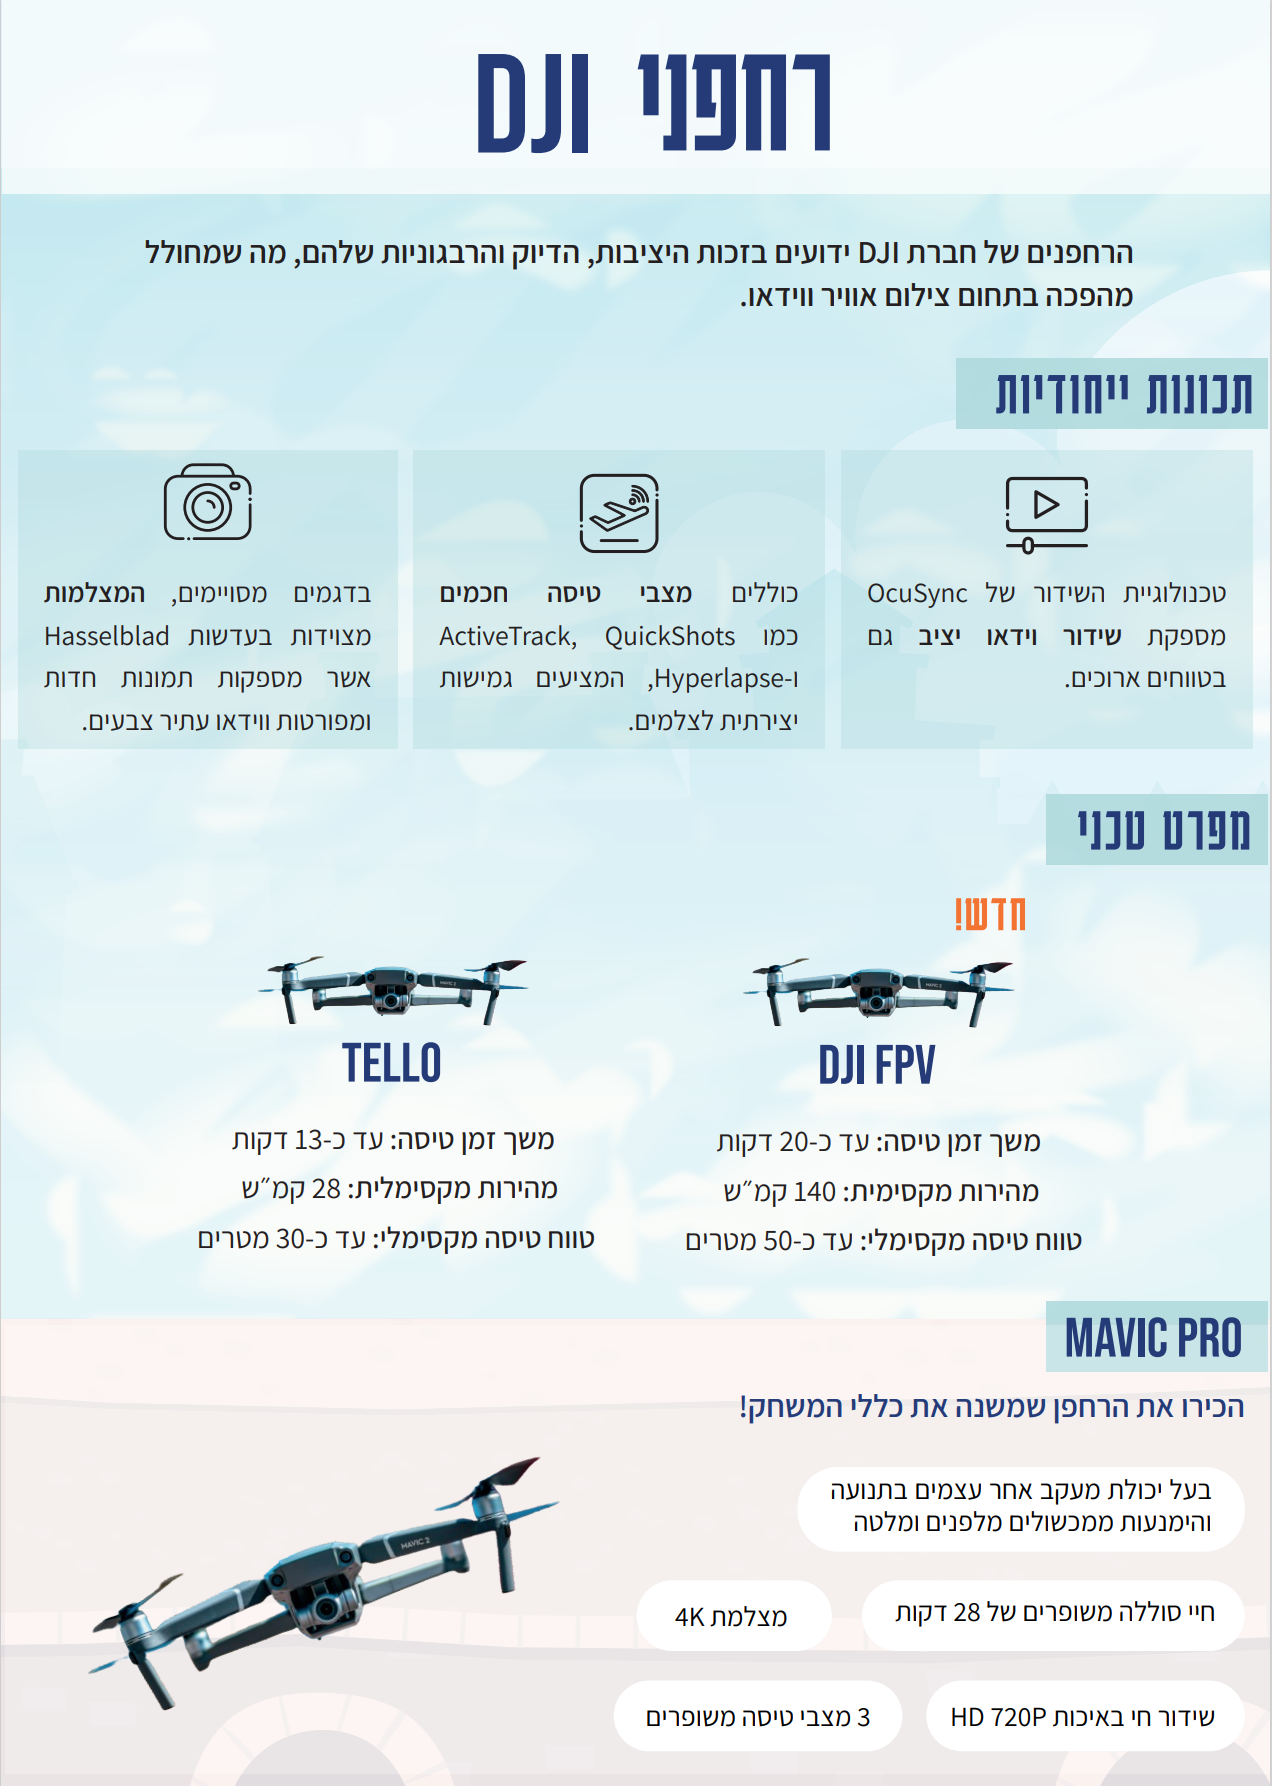 רחפני DJI
הרחפנים של חברת DJI ידועים בזכות היציבות, הדיוק והרבגוניות שלהם, מה שמחולל
מהפכה בתחום צילום אוויר ווידאו.
תכונות ייחודיות
טכנולוגיית השידור של OcuSync
מספקת שידור וידאו יציב גם
בטווחים ארוכים.
כוללים מצבי טיסה חכמים
כמו ActiveTrack, QuickShots
ו-Hyperlapse, המציעים גמישות
יצירתית לצלמים.
בדגמים מסויימים, המצלמות
מצוידות בעדשות Hasselblad
אשר מספקות תמונות חדות
ומפורטות ווידאו עתיר צבעים.
מפרט טכני
חדש!
MAVIC 2
DJI FPV
משך זמן טיסה: עד כ-20 דקות
מהירות מקסימית: 140 קמ״ש
טווח טיסה מקסימלי: עד כ-50 מטרים
MAVIC 2
TELLO
משך זמן טיסה: עד כ-13 דקות
מהירות מקסימלית: 28 קמ״ש
טווח טיסה מקסימלי: עד כ-30 מטרים
MAVIC PRO
הכירו את הרחפן שמשנה את כללי המשחק!
בעל יכולת מעקב אחר עצמים בתנועה
והימנעות ממכשולים מלפנים ומלטה
חיי סוללה משופרים של 28 דקות
מצלמת 4K
שידור חי באיכות HD 720P
3 מצבי טיסה משופרים
MAVIC 2